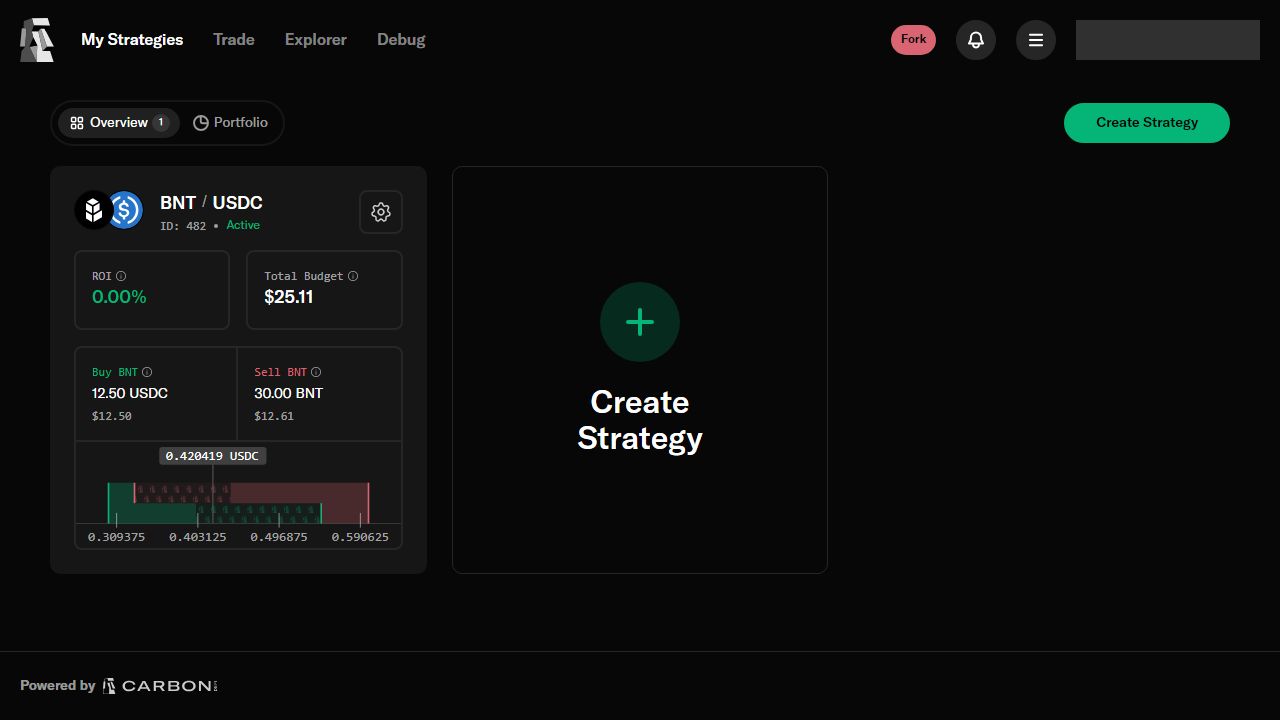 My Strategies Trade Explorer Debug Fork
Overview 1 Portfolio Create Strategy
BNT / USDC
ID: 482 • Active
ROI Total Budget
0.00% $25.11
Buy BNT Sell BNT
12.50 USDC 30.00 BNT
$12.50 $12.61
0.420419 USDC
0.309375 0.403125 0.496875 0.590625
Create
Strategy
Powered by CARBON